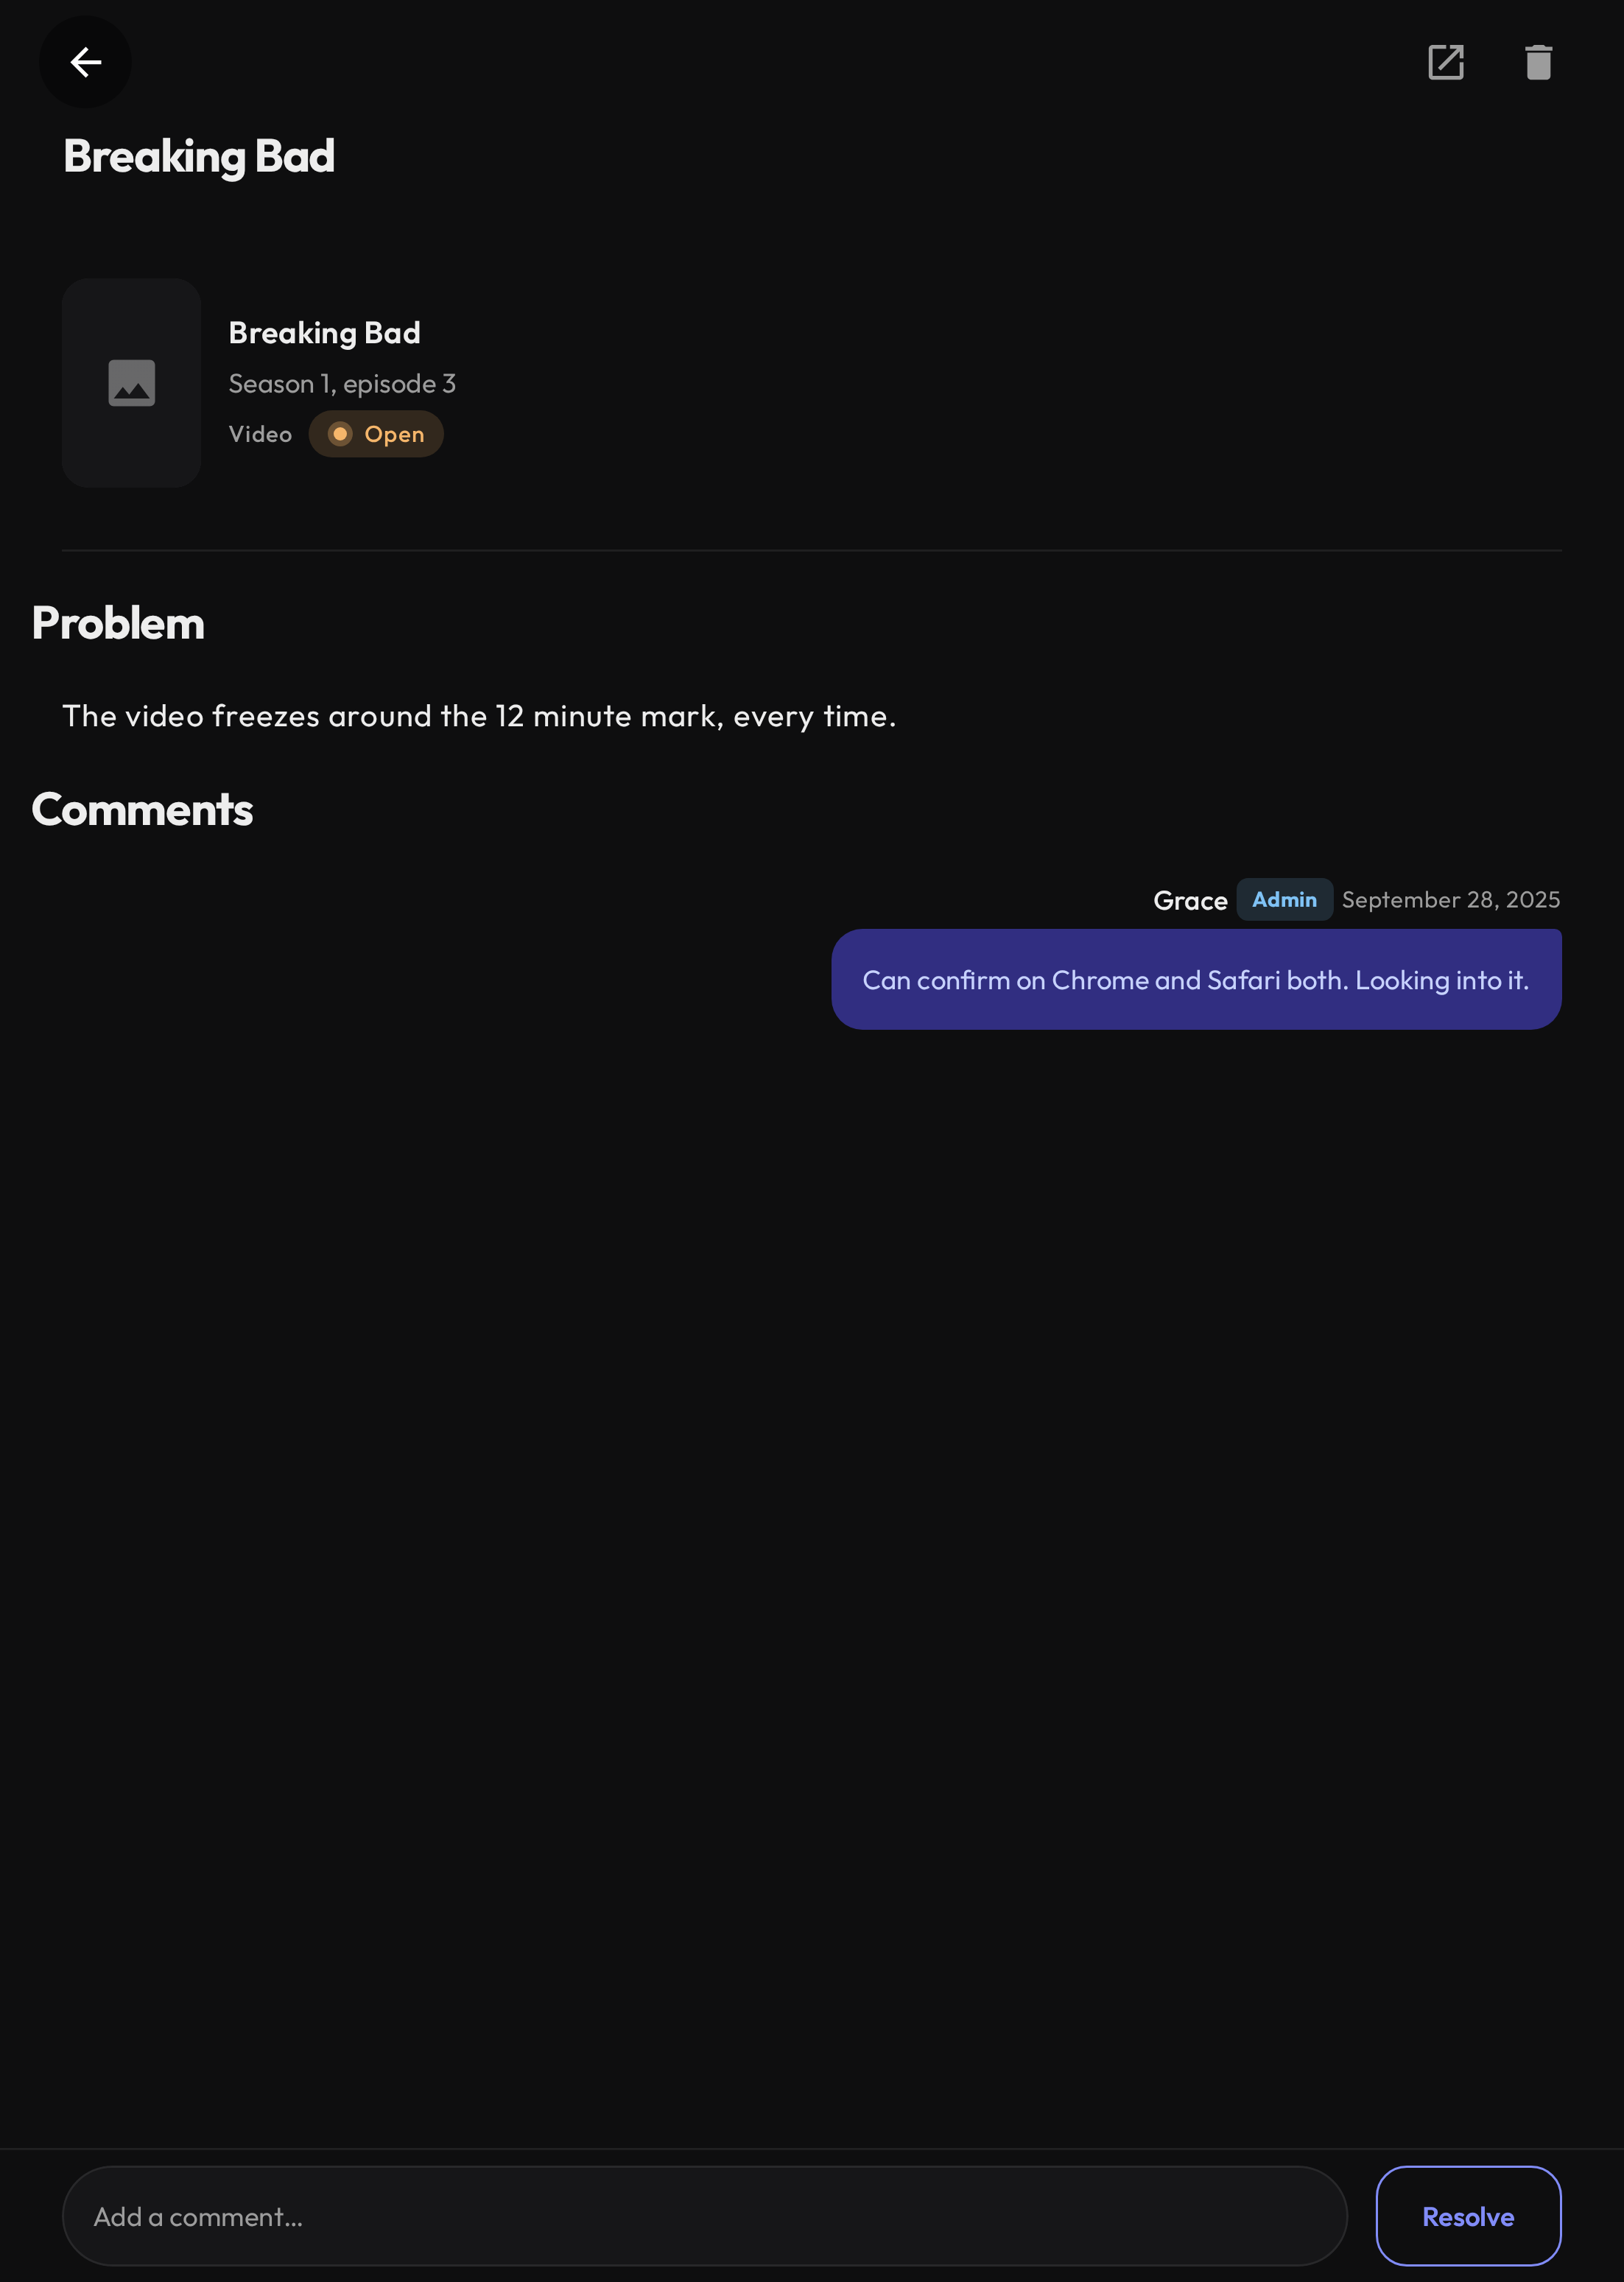 Breaking Bad
Breaking Bad
Season 1, episode 3
Video Open
Problem
The video freezes around the 12 minute mark, every time.
Comments
Grace Admin September 28, 2025
Can confirm on Chrome and Safari both. Looking into it.
Add a comment...
Resolve